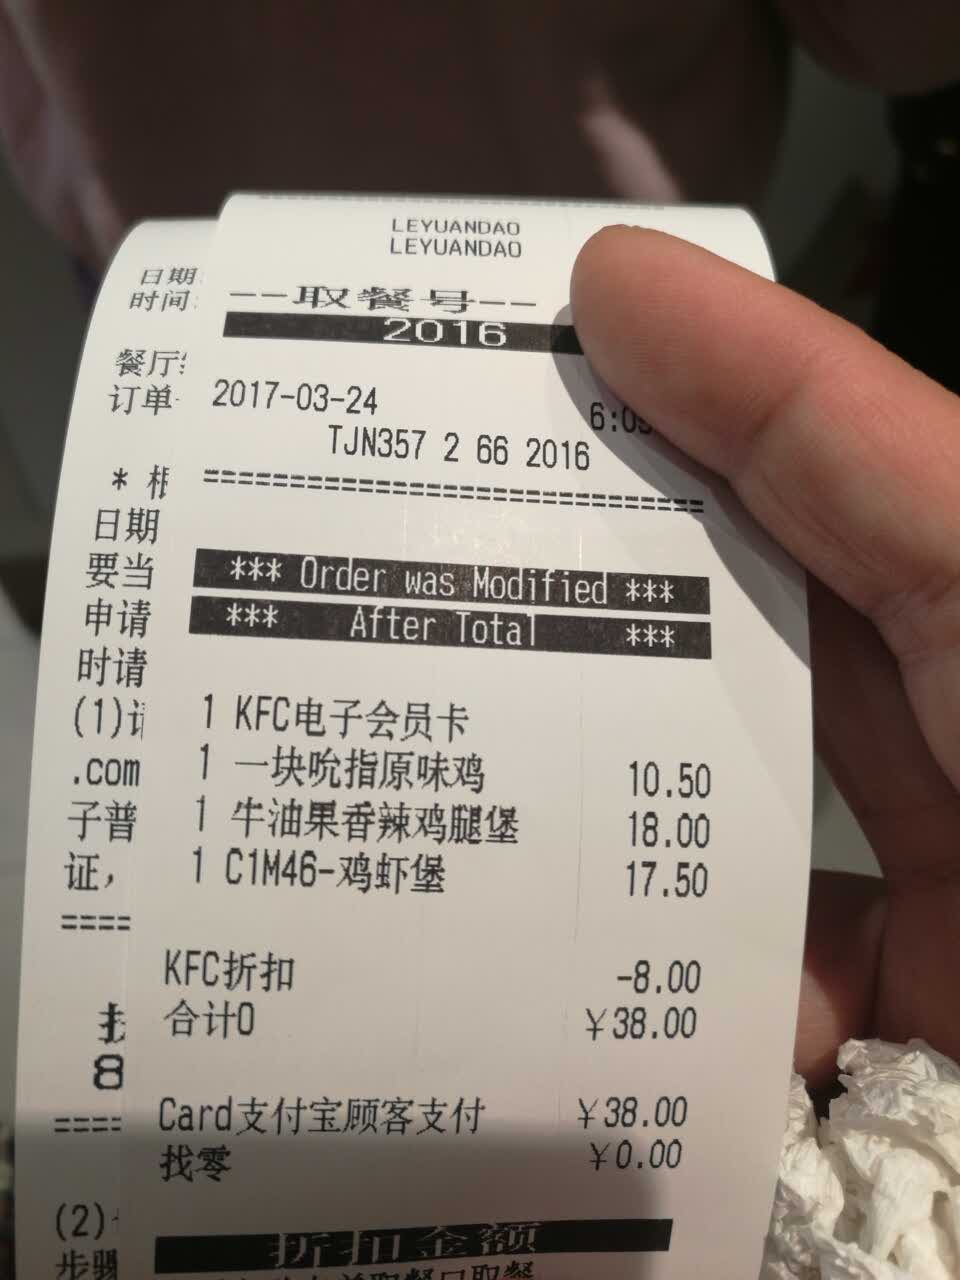 LEYUANDAO
LEYUANDAO
--取餐号--
2016
2017-03-24
TJN357 2 66 2016
==============================
*** Order was Modified ***
*** After Total ***
1 KFC电子会员卡
1 一块吮指原味鸡 10.50
1 牛油果香辣鸡腿堡 18.00
1 C1M46-鸡虾堡 17.50
KFC折扣 -8.00
合计0 ¥38.00
Card支付宝顾客支付 ¥38.00
找零 ¥0.00
折扣金额
日期:
时间:
餐厅
订单
*
日期
要当
申请
时请
(1)请
.com
子普
证,
====
8
====
(2)
步骤